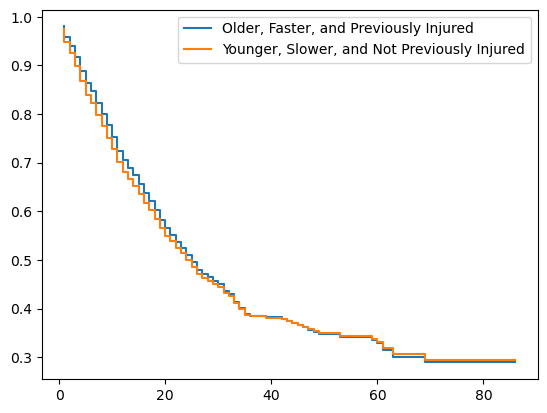 1.0
0.9
0.8
0.7
0.6
0.5
0.4
0.3
Older, Faster, and Previously Injured
Younger, Slower, and Not Previously Injured
0 20 40 60 80